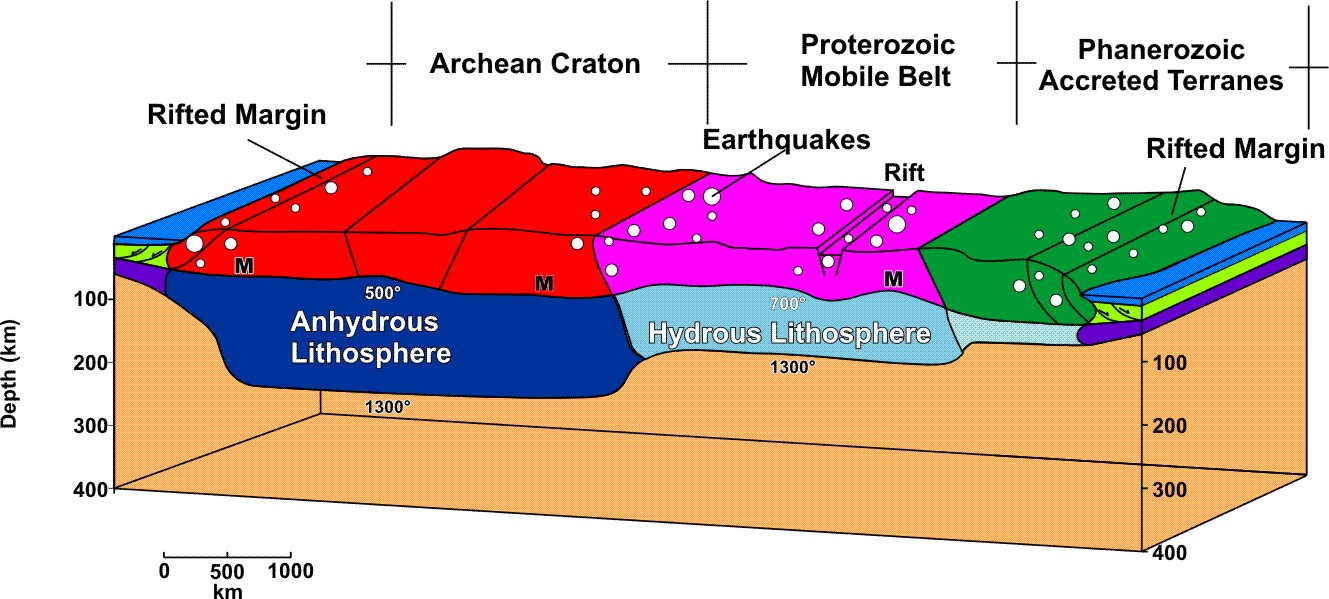 Archean Craton
Proterozoic
Mobile Belt
Phanerozoic
Accreted Terranes
Rifted Margin
Earthquakes
Rift
Rifted Margin
M
M
M
500°
700°
Anhydrous
Lithosphere
Hydrous Lithosphere
1300°
1300°
Depth (km)
100
200
300
400
100
200
300
400
0 500 1000
km